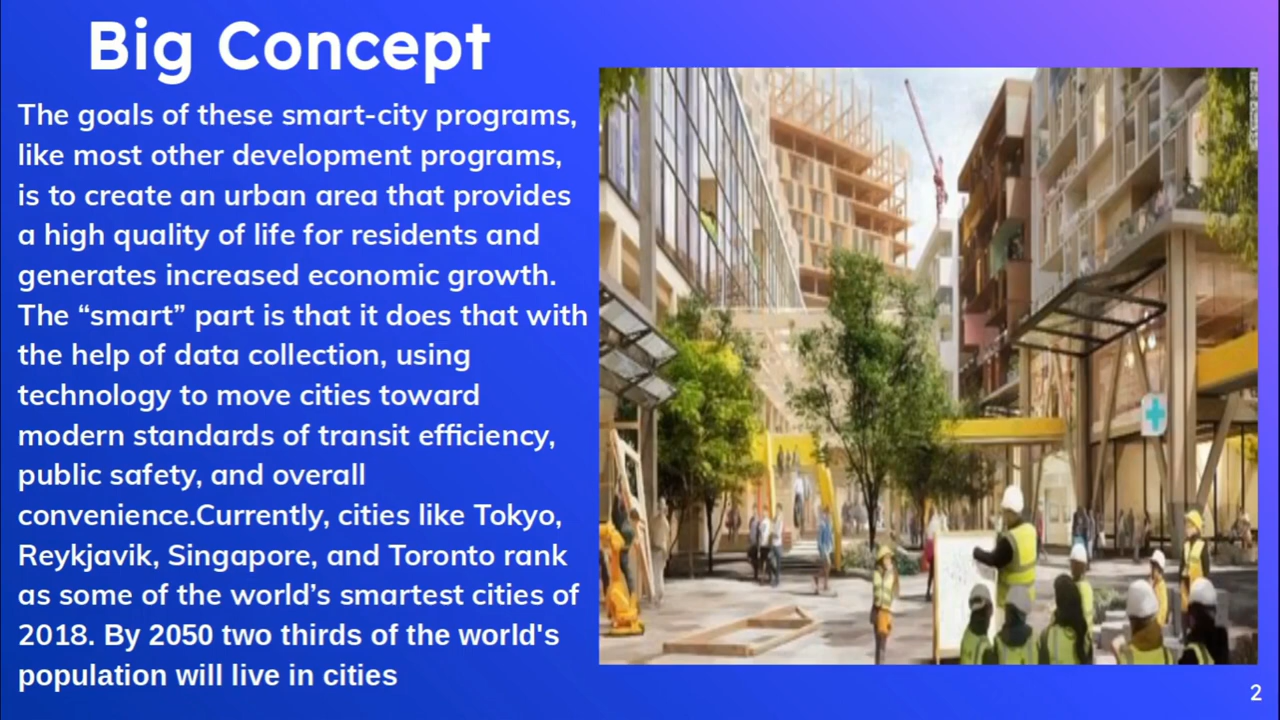 Big Concept
The goals of these smart-city programs,
like most other development programs,
is to create an urban area that provides
a high quality of life for residents and
generates increased economic growth.
The “smart” part is that it does that with
the help of data collection, using
technology to move cities toward
modern standards of transit efficiency,
public safety, and overall
convenience.Currently, cities like Tokyo,
Reykjavik, Singapore, and Toronto rank
as some of the world’s smartest cities of
2018. By 2050 two thirds of the world's
population will live in cities
2